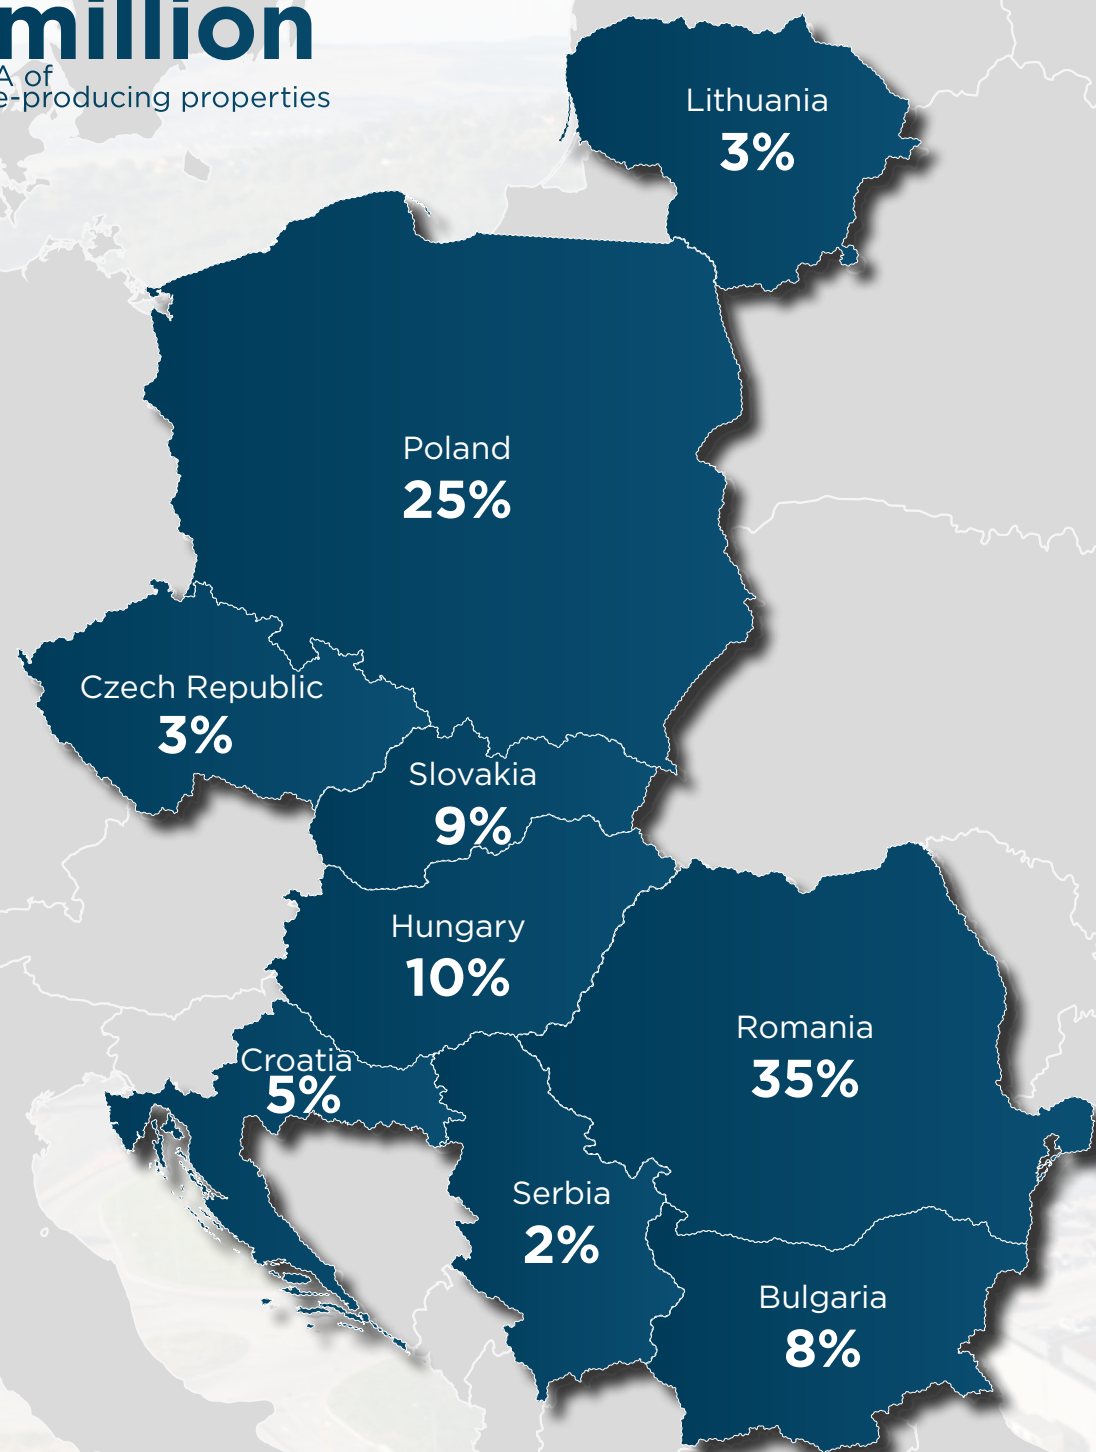 million
A of
e-producing properties
Lithuania
3%
Poland
25%
Czech Republic
3%
Slovakia
9%
Hungary
10%
Romania
35%
Croatia
5%
Serbia
2%
Bulgaria
8%